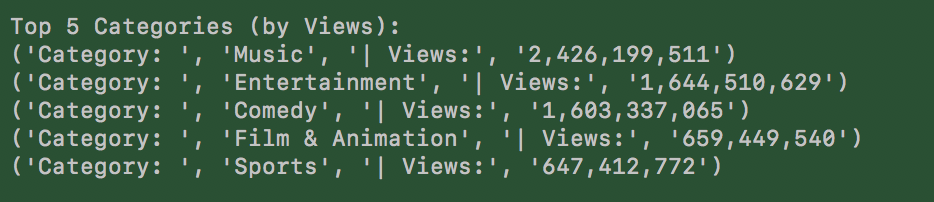 Top 5 Categories (by Views):
('Category: ', 'Music', '| Views:', '2,426,199,511')
('Category: ', 'Entertainment', '| Views:', '1,644,510,629')
('Category: ', 'Comedy', '| Views:', '1,603,337,065')
('Category: ', 'Film & Animation', '| Views:', '659,449,540')
('Category: ', 'Sports', '| Views:', '647,412,772')